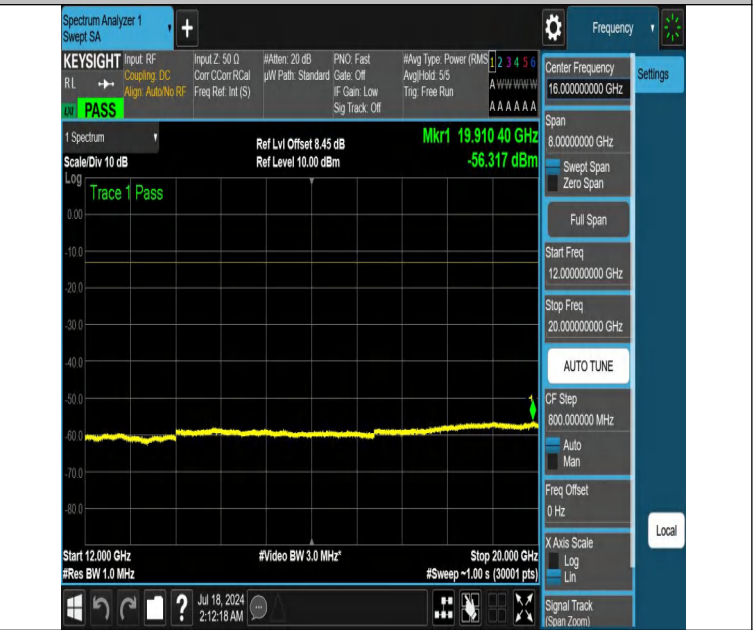 Spectrum Analyzer 1
Swept SA
+
Frequency
KEYSIGHT
RL
PASS
Input: RF
Coupling: DC
Align: Auto/No RF
Input Z: 50 Ω
Corr CCorr RCal
Freq Ref: Int (S)
#Atten: 20 dB
µW Path: Standard
PNO: Fast
Gate: Off
IF Gain: Low
Sig Track: Off
#Avg Type: Power (RMS
Avg|Hold: 5/5
Trig: Free Run
1 2 3 4 5 6
A W W W W W
A A A A A A
1 Spectrum
Scale/Div 10 dB
Ref Lvl Offset 8.45 dB
Ref Level 10.00 dBm
Mkr1 19.910 40 GHz
-56.317 dBm
Log
Trace 1 Pass
0.00
-10.0
-20.0
-30.0
-40.0
-50.0
-60.0
-70.0
-80.0
1
Start 12.000 GHz
#Res BW 1.0 MHz
#Video BW 3.0 MHz*
Stop 20.000 GHz
#Sweep ~1.00 s (30001 pts)
Center Frequency
16.000000000 GHz
Settings
Span
8.00000000 GHz
Swept Span
Zero Span
Full Span
Start Freq
12.000000000 GHz
Stop Freq
20.000000000 GHz
AUTO TUNE
CF Step
800.000000 MHz
Auto
Man
Freq Offset
0 Hz
X Axis Scale
Log
Lin
Local
Signal Track
(Span Zoom)
?
Jul 18, 2024
2:12:18 AM